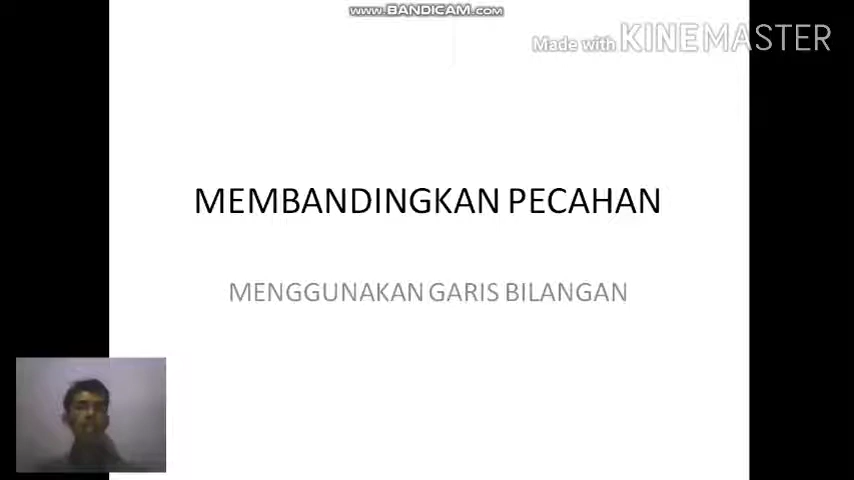 www.BANDICAM.com
Made with KINEMASTER
MEMBANDINGKAN PECAHAN
MENGGUNAKAN GARIS BILANGAN